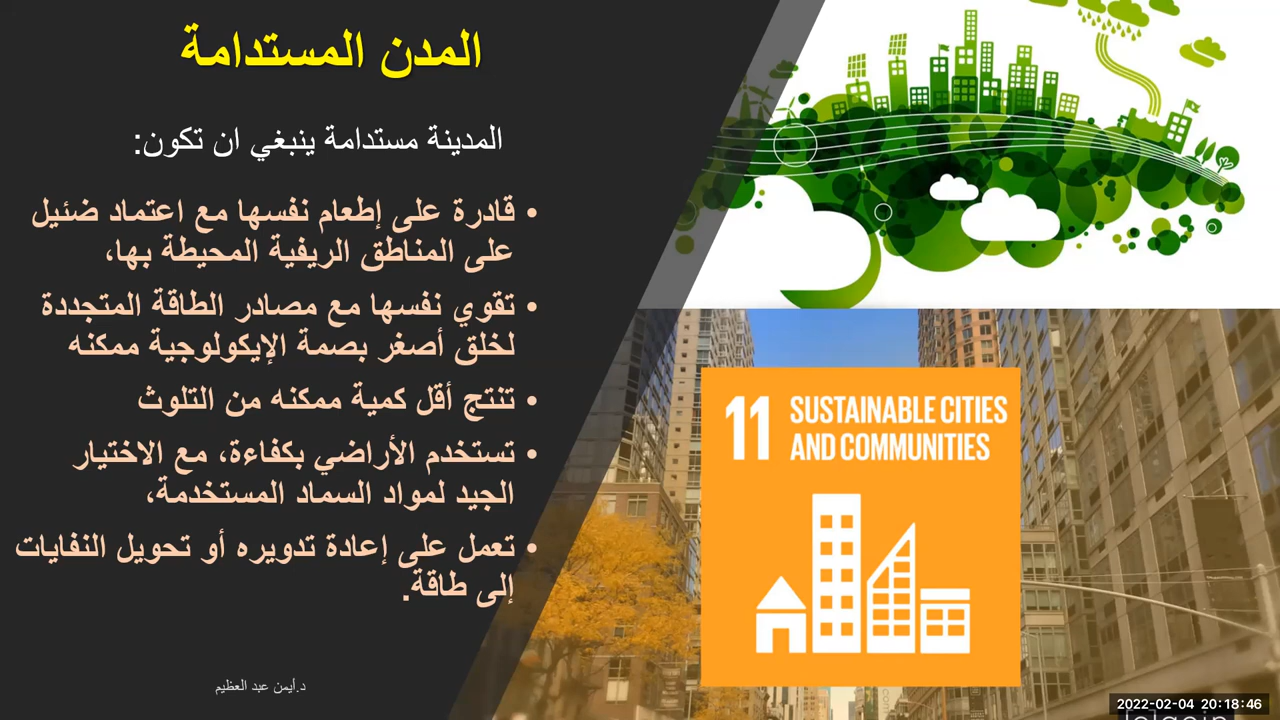 المدن المستدامة
المدينة مستدامة ينبغي ان تكون:
• قادرة على إطعام نفسها مع اعتماد ضئيل
على المناطق الريفية المحيطة بها،
• تقوي نفسها مع مصادر الطاقة المتجددة
لخلق أصغر بصمة الإيكولوجية ممكنه
• تنتج أقل كمية ممكنه من التلوث
• تستخدم الأراضي بكفاءة، مع الاختيار
الجيد لمواد السماد المستخدمة،
• تعمل على إعادة تدويره أو تحويل النفايات
إلى طاقة.
د.أيمن عبد العظيم
11 SUSTAINABLE CITIES
AND COMMUNITIES
2022-02-04 20:18:46